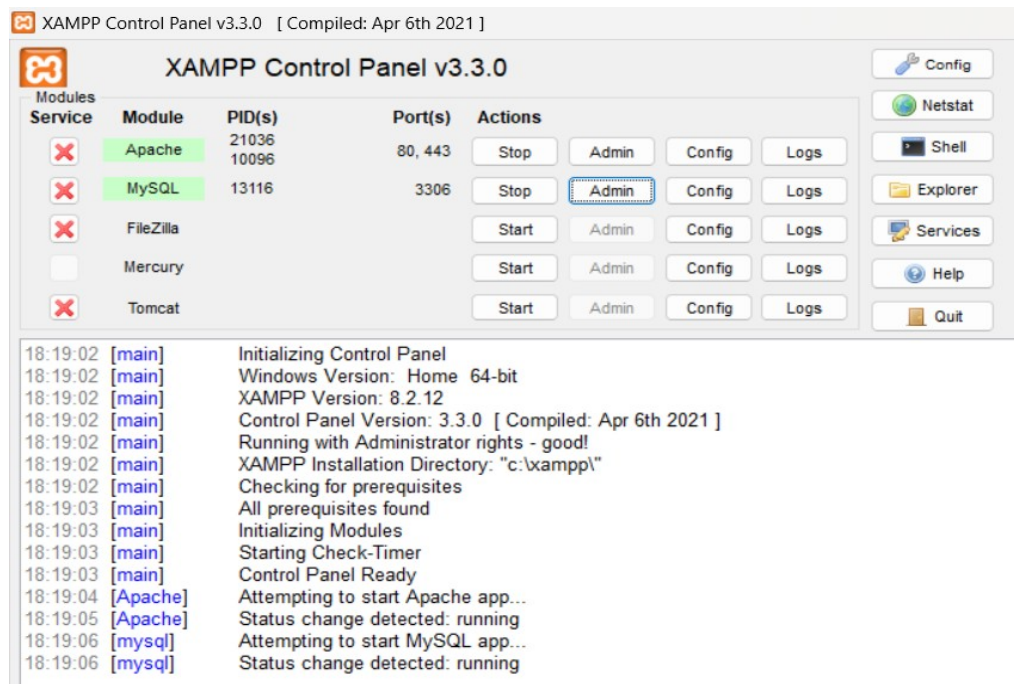 XAMPP Control Panel v3.3.0 [ Compiled: Apr 6th 2021 ]
XAMPP Control Panel v3.3.0
Config
Modules
Service Module PID(s) Port(s) Actions
Netstat
Apache 21036 10096 80, 443 Stop Admin Config Logs
Shell
MySQL 13116 3306 Stop Admin Config Logs
Explorer
FileZilla Start Admin Config Logs
Services
Mercury Start Admin Config Logs
Help
Tomcat Start Admin Config Logs
Quit
18:19:02 [main] Initializing Control Panel
18:19:02 [main] Windows Version: Home 64-bit
18:19:02 [main] XAMPP Version: 8.2.12
18:19:02 [main] Control Panel Version: 3.3.0 [ Compiled: Apr 6th 2021 ]
18:19:02 [main] Running with Administrator rights - good!
18:19:02 [main] XAMPP Installation Directory: "c:\xampp\"
18:19:02 [main] Checking for prerequisites
18:19:03 [main] All prerequisites found
18:19:03 [main] Initializing Modules
18:19:03 [main] Starting Check-Timer
18:19:03 [main] Control Panel Ready
18:19:04 [Apache] Attempting to start Apache app...
18:19:05 [Apache] Status change detected: running
18:19:06 [mysql] Attempting to start MySQL app...
18:19:06 [mysql] Status change detected: running